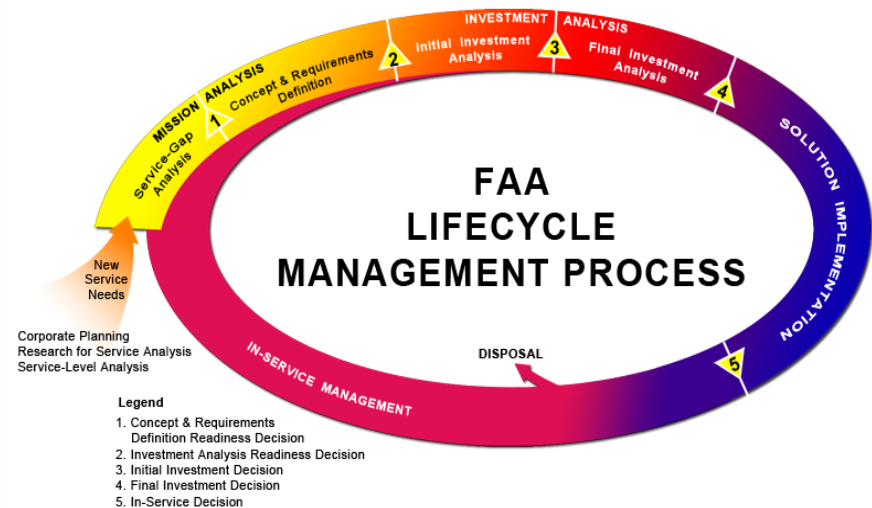 MISSION ANALYSIS
Service-Gap
Analysis
1
Concept & Requirements
Definition
2
INVESTMENT ANALYSIS
Initial Investment
Analysis
3
Final Investment
Analysis
4
SOLUTION IMPLEMENTATION
5
FAA
LIFECYCLE
MANAGEMENT PROCESS
New
Service
Needs
Corporate Planning
Research for Service Analysis
Service-Level Analysis
DISPOSAL
IN-SERVICE MANAGEMENT
Legend
1. Concept & Requirements
Definition Readiness Decision
2. Investment Analysis Readiness Decision
3. Initial Investment Decision
4. Final Investment Decision
5. In-Service Decision